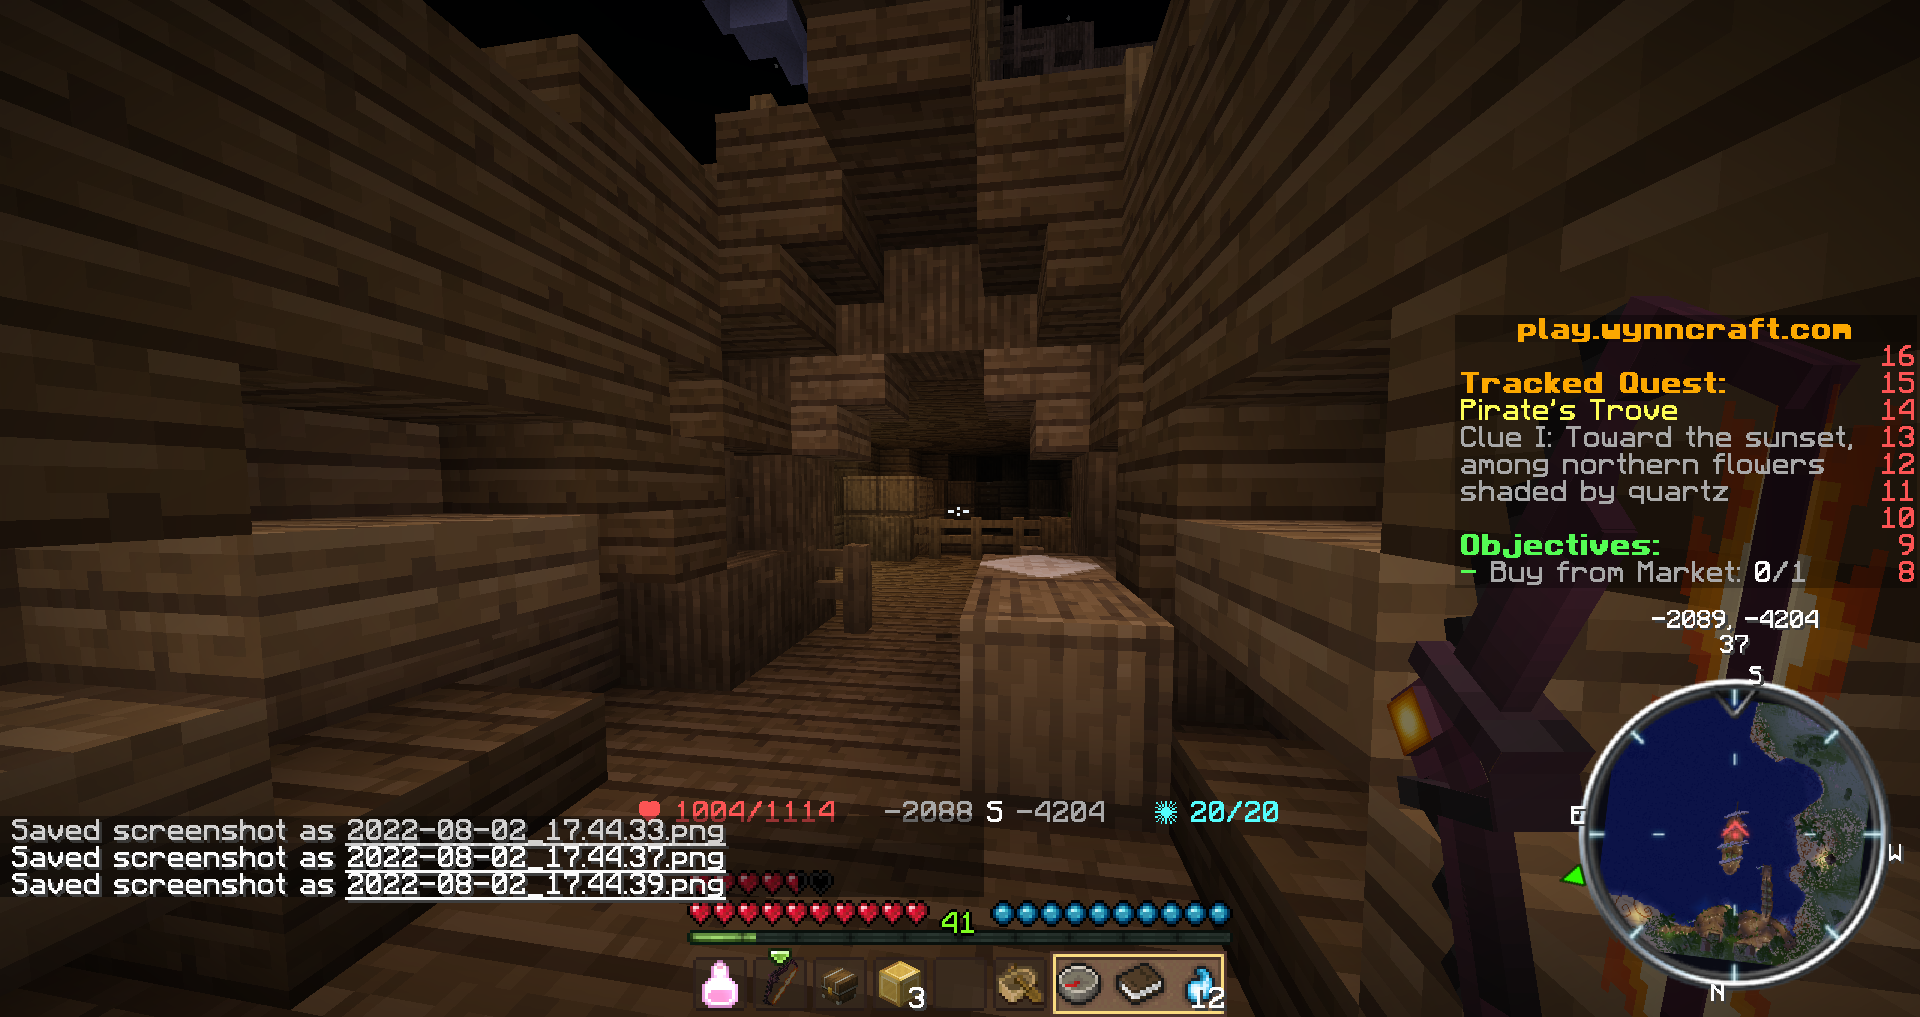 play.wynncraft.com
16
Tracked Quest: 15
Pirate's Trove 14
Clue I: Toward the sunset, 13
among northern flowers 12
shaded by quartz 11
10
Objectives: 9
- Buy from Market: 0/1 8
-2089, -4204
37
S
E
W
N
1004/1114 -2088 S -4204 20/20
Saved screenshot as 2022-08-02_17.44.33.png
Saved screenshot as 2022-08-02_17.44.37.png
Saved screenshot as 2022-08-02_17.44.39.png
41
3
12